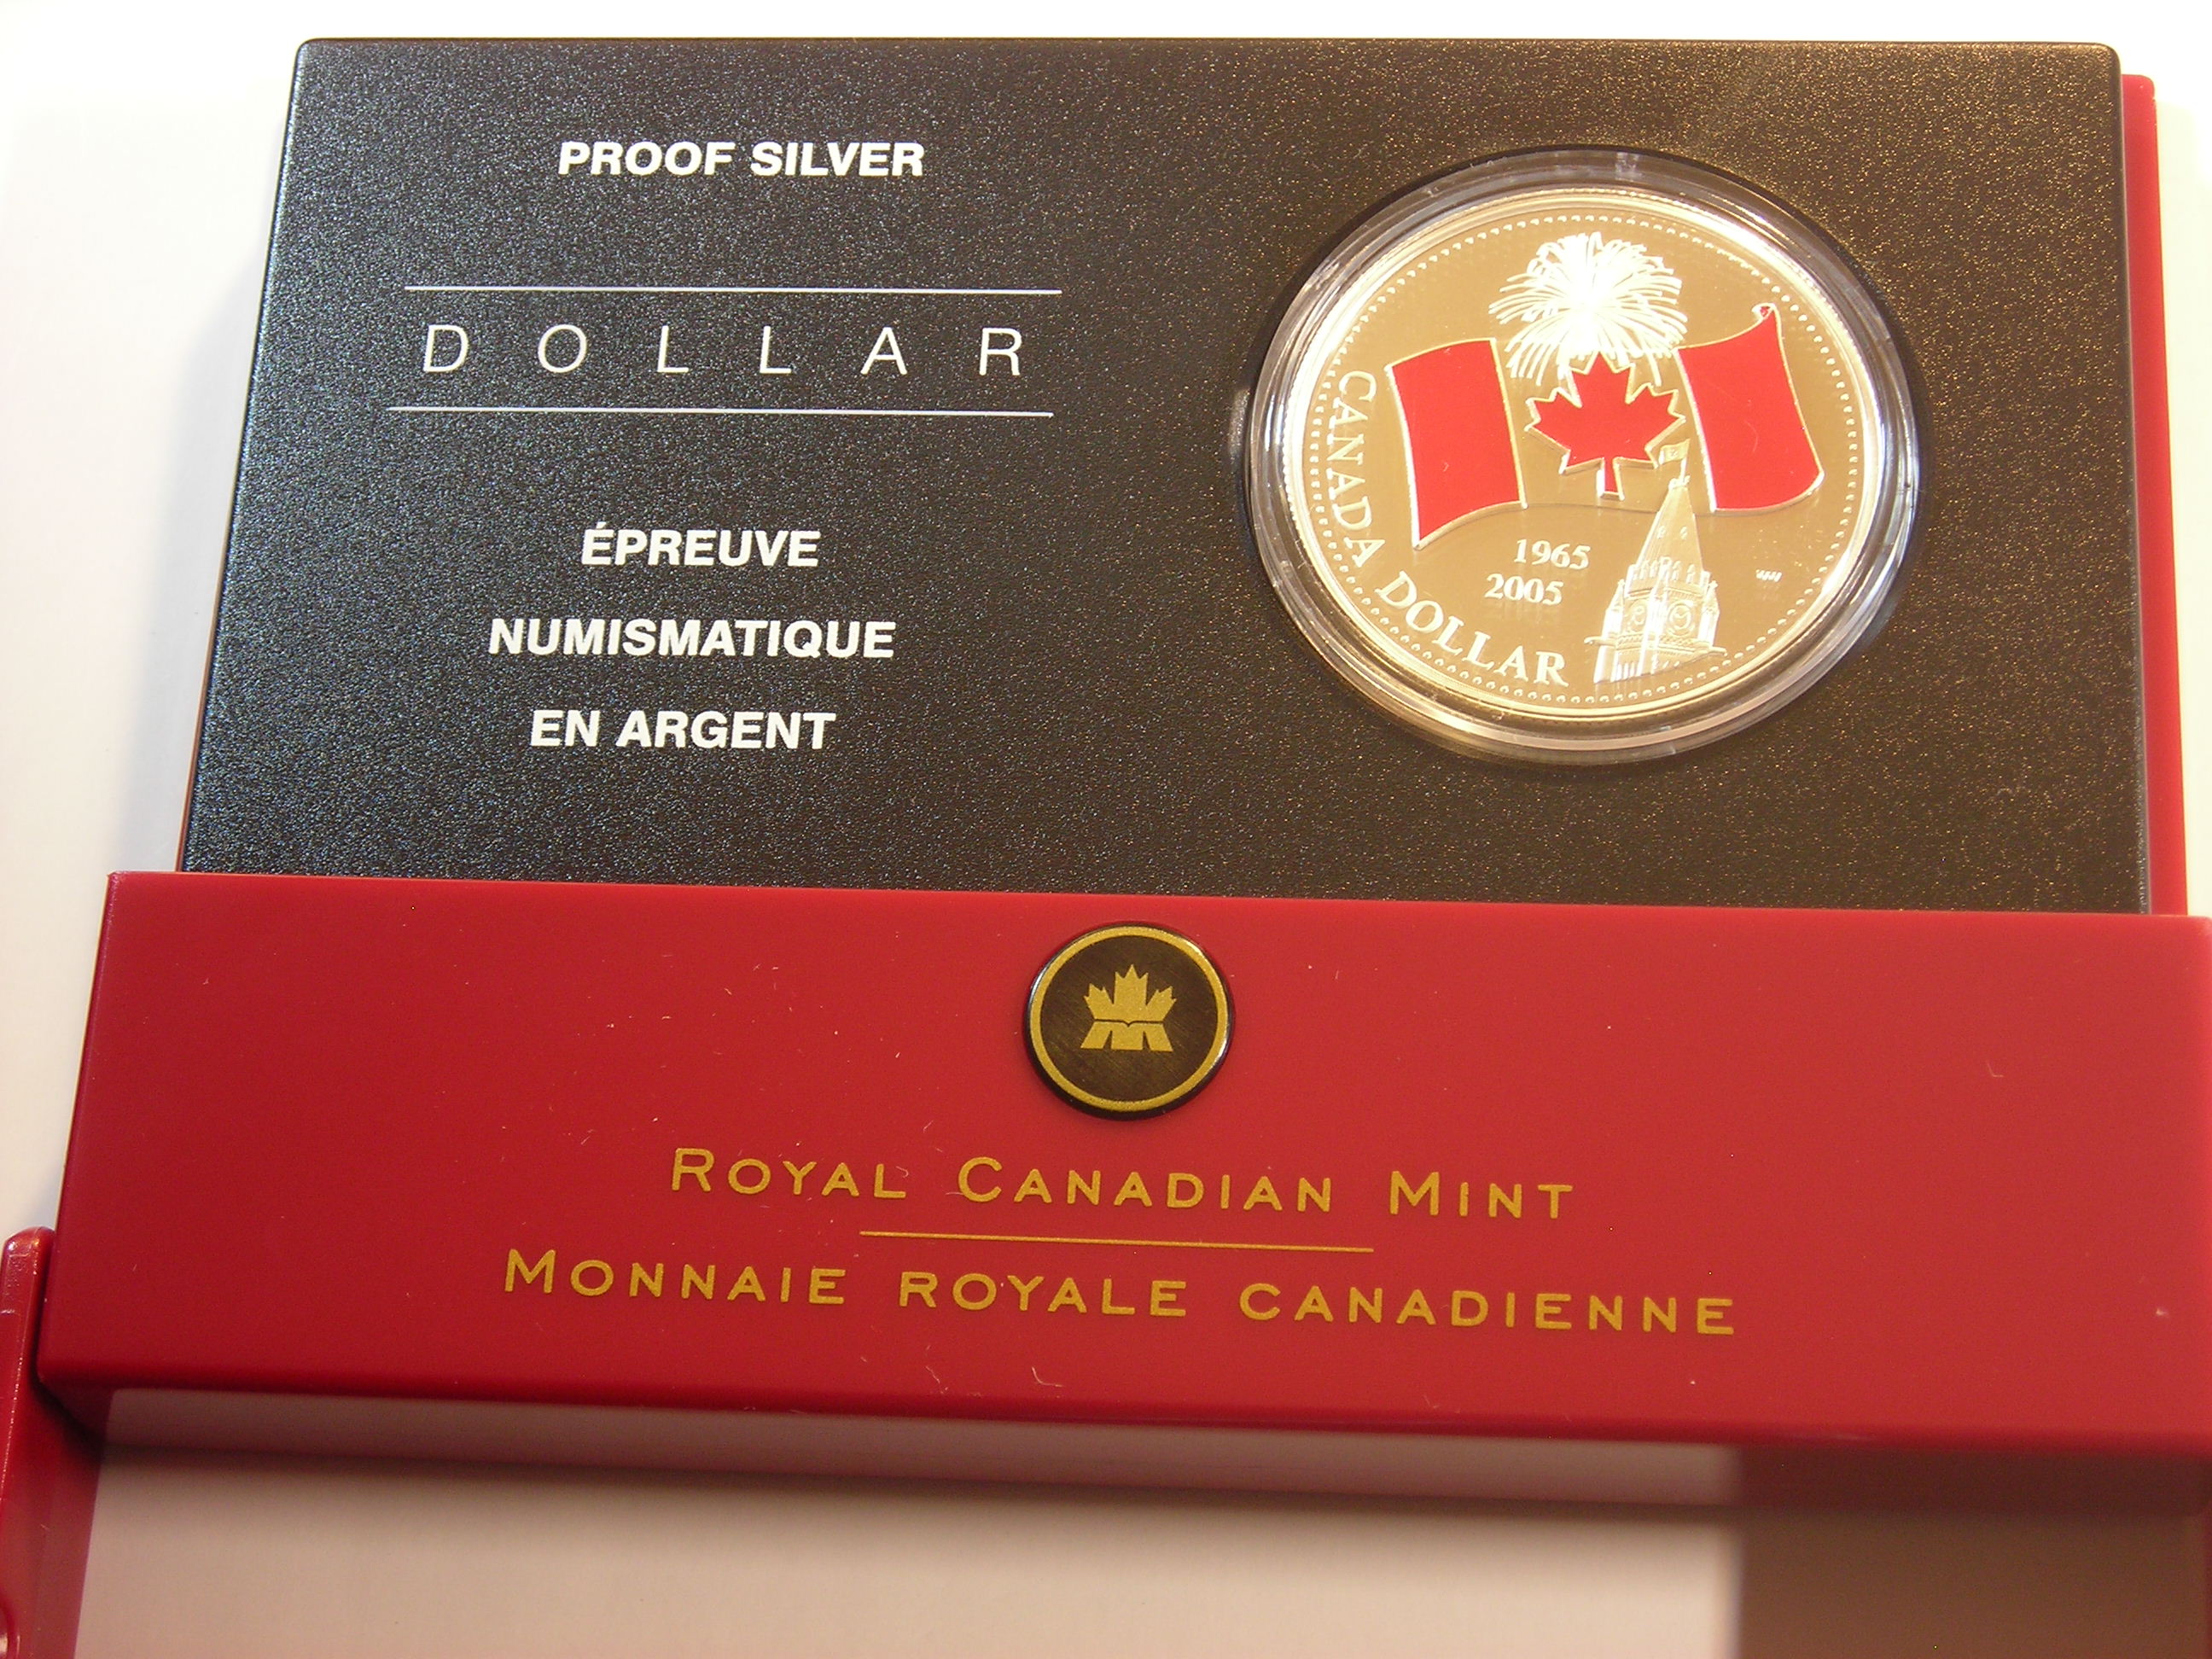 PROOF SILVER
DOLLAR
ÉPREUVE
NUMISMATIQUE
EN ARGENT
CANADA DOLLAR
1965
2005
ROYAL CANADIAN MINT
MONNAIE ROYALE CANADIENNE